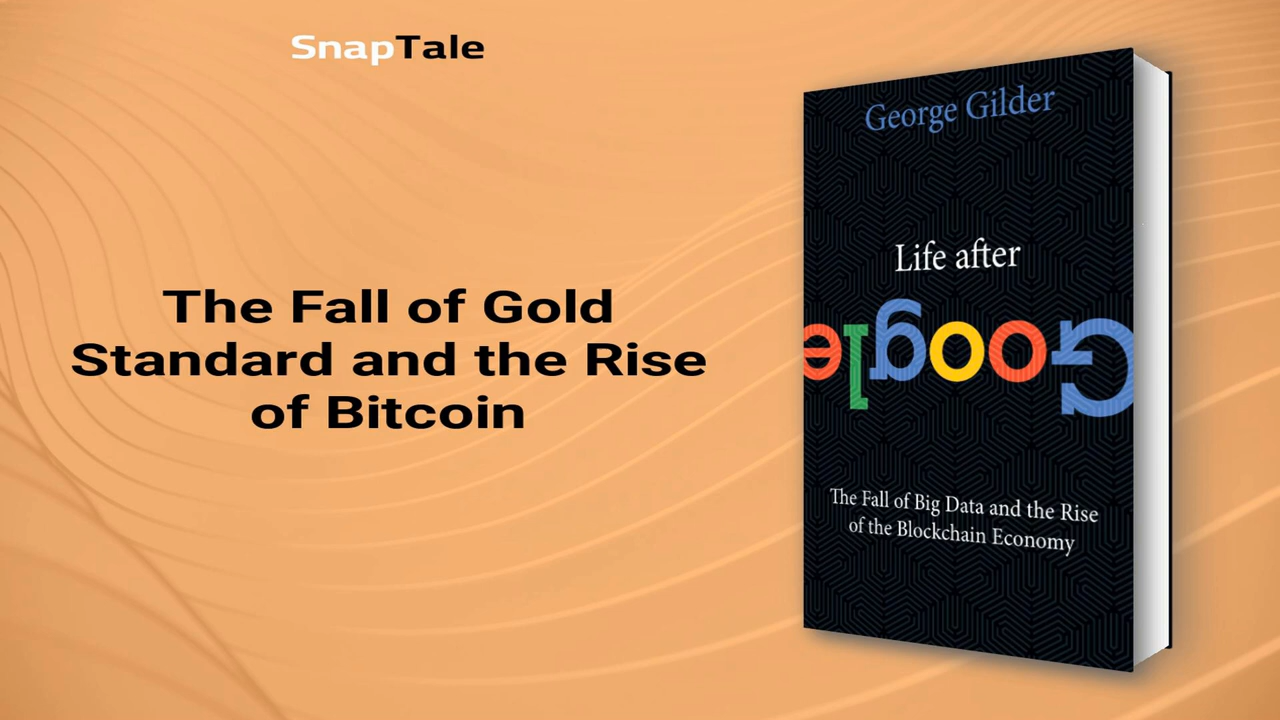 SnapTale
The Fall of Gold
Standard and the Rise
of Bitcoin
George Gilder
Life after
Google
The Fall of Big Data and the Rise
of the Blockchain Economy